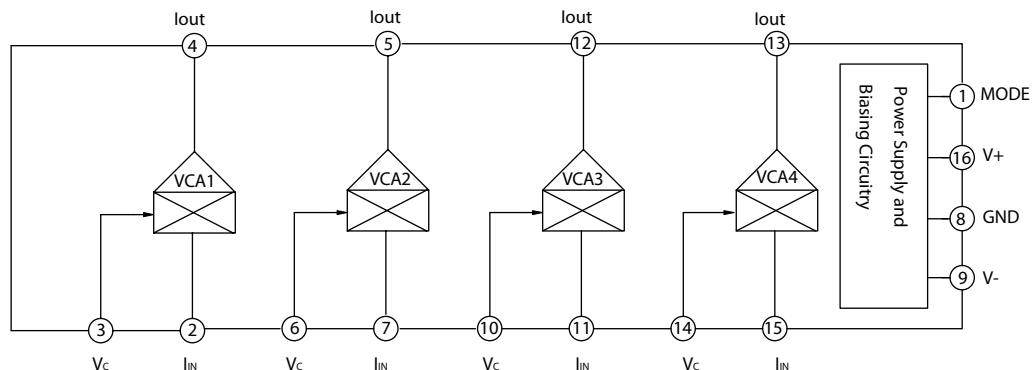 Iout Iout Iout Iout
4 5 12 13
1 MODE
16 V+
8 GND
9 V-
Power Supply and
Biasing Circuitry
VCA1 VCA2 VCA3 VCA4
3 2 6 7 10 11 14 15
VC IIN VC IIN VC IIN VC IIN